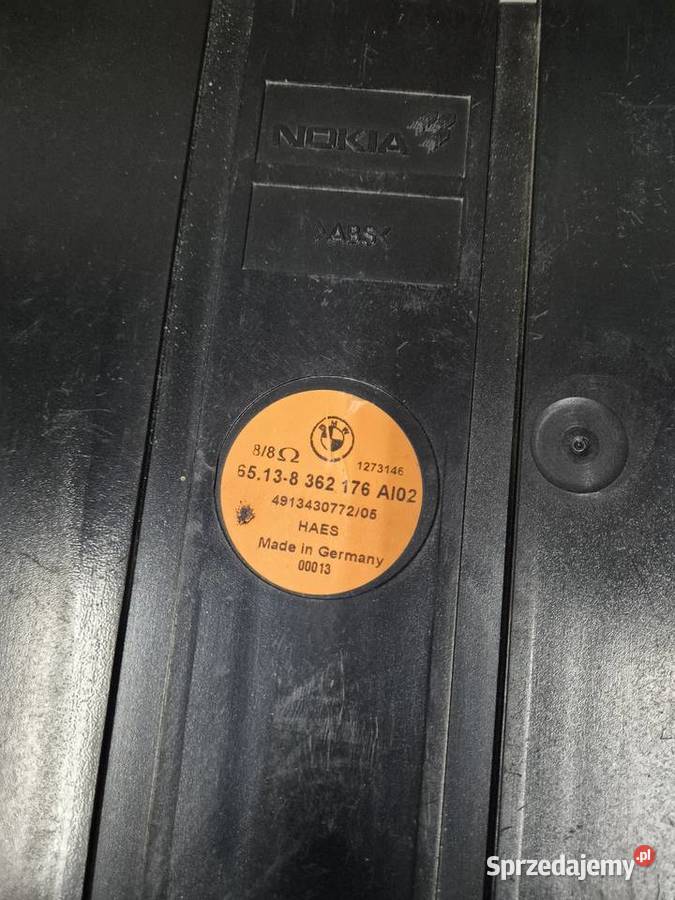 NOKIA
>ABS<
BMW
8/8Ω
1273146
65.13-8 362 176 AI02
4913430772/05
HAES
Made in Germany
00013
Sprzedajemy.pl